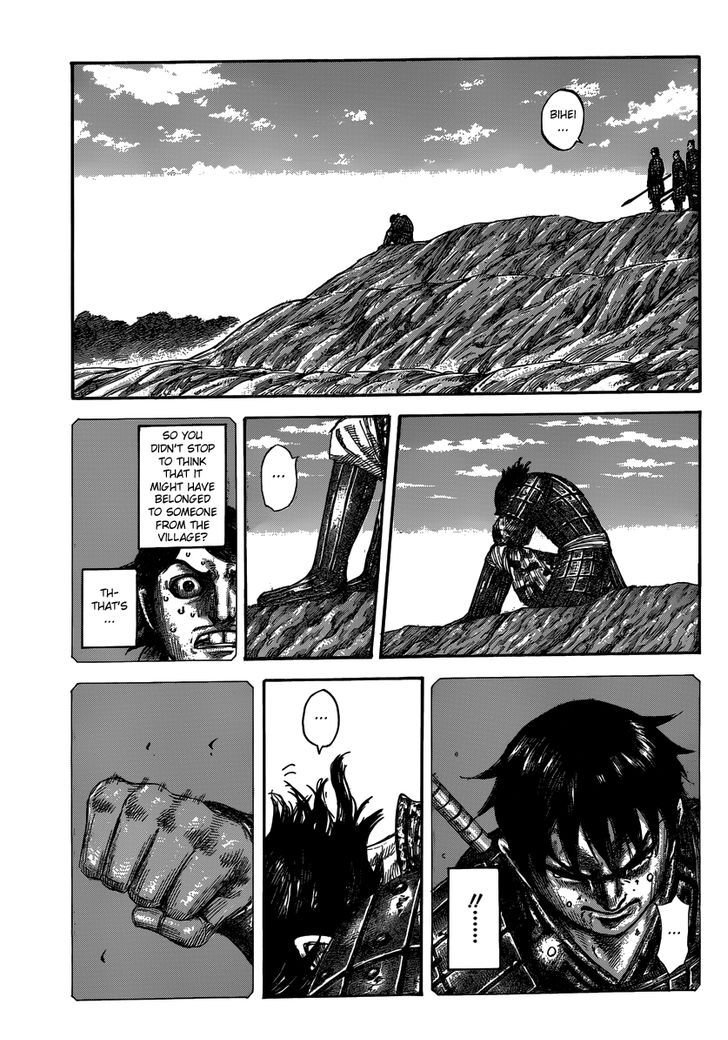 BIHEI
...
...
SO YOU
DIDN'T STOP
TO THINK
THAT IT
MIGHT HAVE
BELONGED
TO SOMEONE
FROM THE
VILLAGE?
TH-
THAT'S
...
...
!!........
...